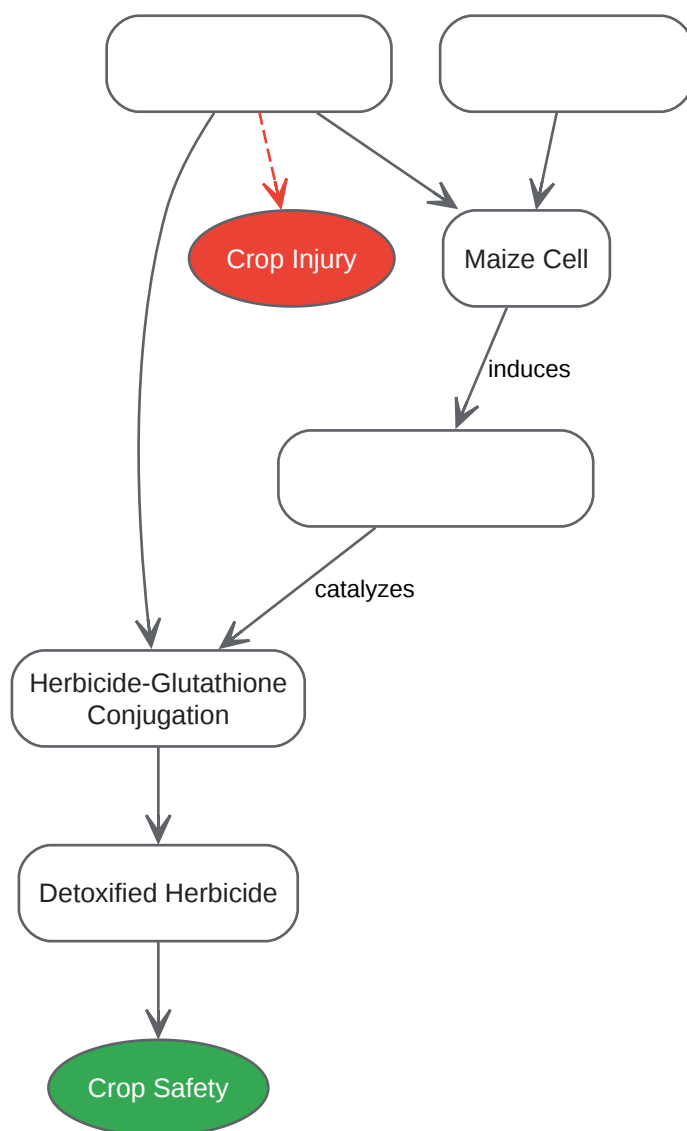 Crop Injury
Maize Cell
induces
catalyzes
Herbicide-Glutathione
Conjugation
Detoxified Herbicide
Crop Safety